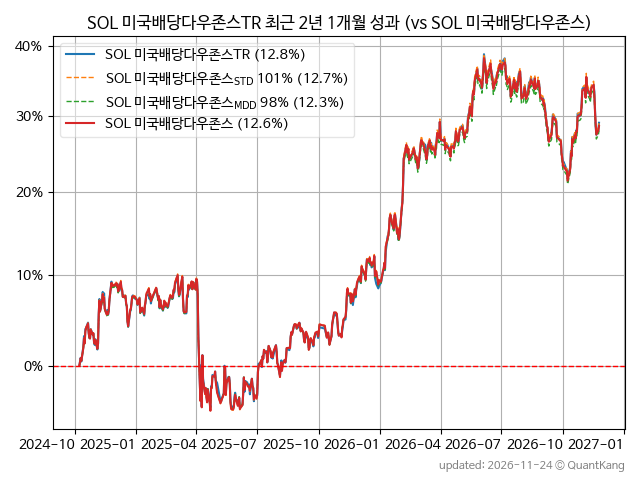 SOL 미국배당다우존스TR 최근 2년 1개월 성과 (vs SOL 미국배당다우존스)
40%
30%
20%
10%
0%
SOL 미국배당다우존스TR (12.8%)
SOL 미국배당다우존스STD 101% (12.7%)
SOL 미국배당다우존스MDD 98% (12.3%)
SOL 미국배당다우존스 (12.6%)
2024-10 2025-01 2025-04 2025-07 2025-10 2026-01 2026-04 2026-07 2026-10 2027-01
updated: 2026-11-24 © QuantKang